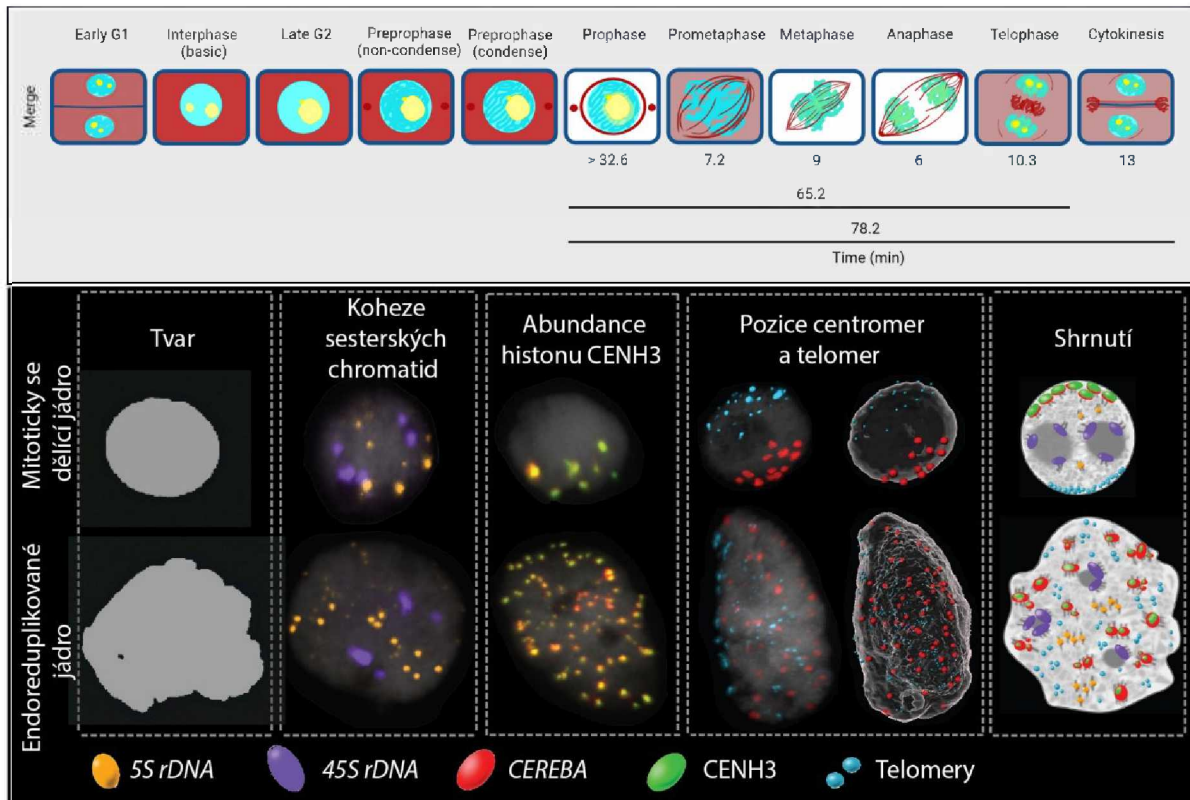 Early G1
Interphase
(basic)
Late G2
Preprophase
(non-condense)
Preprophase
(condense)
Prophase
Prometaphase
Metaphase
Anaphase
Telophase
Cytokinesis
Merge
> 32.6
7.2
9
6
10.3
13
65.2
78.2
Time (min)
Tvar
Koheze
sesterských
chromatid
Abundance
histonu CENH3
Pozice centromer
a telomer
Shrnutí
Mitoticky se
dělící jádro
Endoreduplikované
jádro
5S rDNA
45S rDNA
CEREBA
CENH3
Telomery